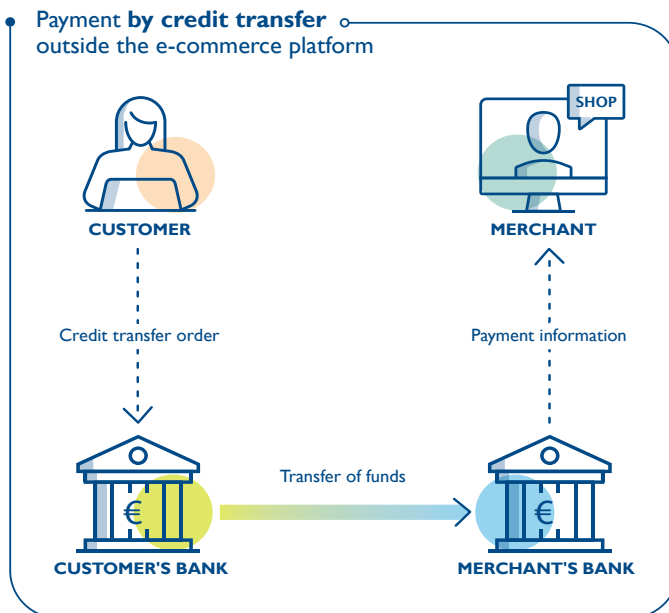 Payment by credit transfer
outside the e-commerce platform
SHOP
CUSTOMER
MERCHANT
Credit transfer order
Payment information
Transfer of funds
€
€
CUSTOMER'S BANK
MERCHANT'S BANK